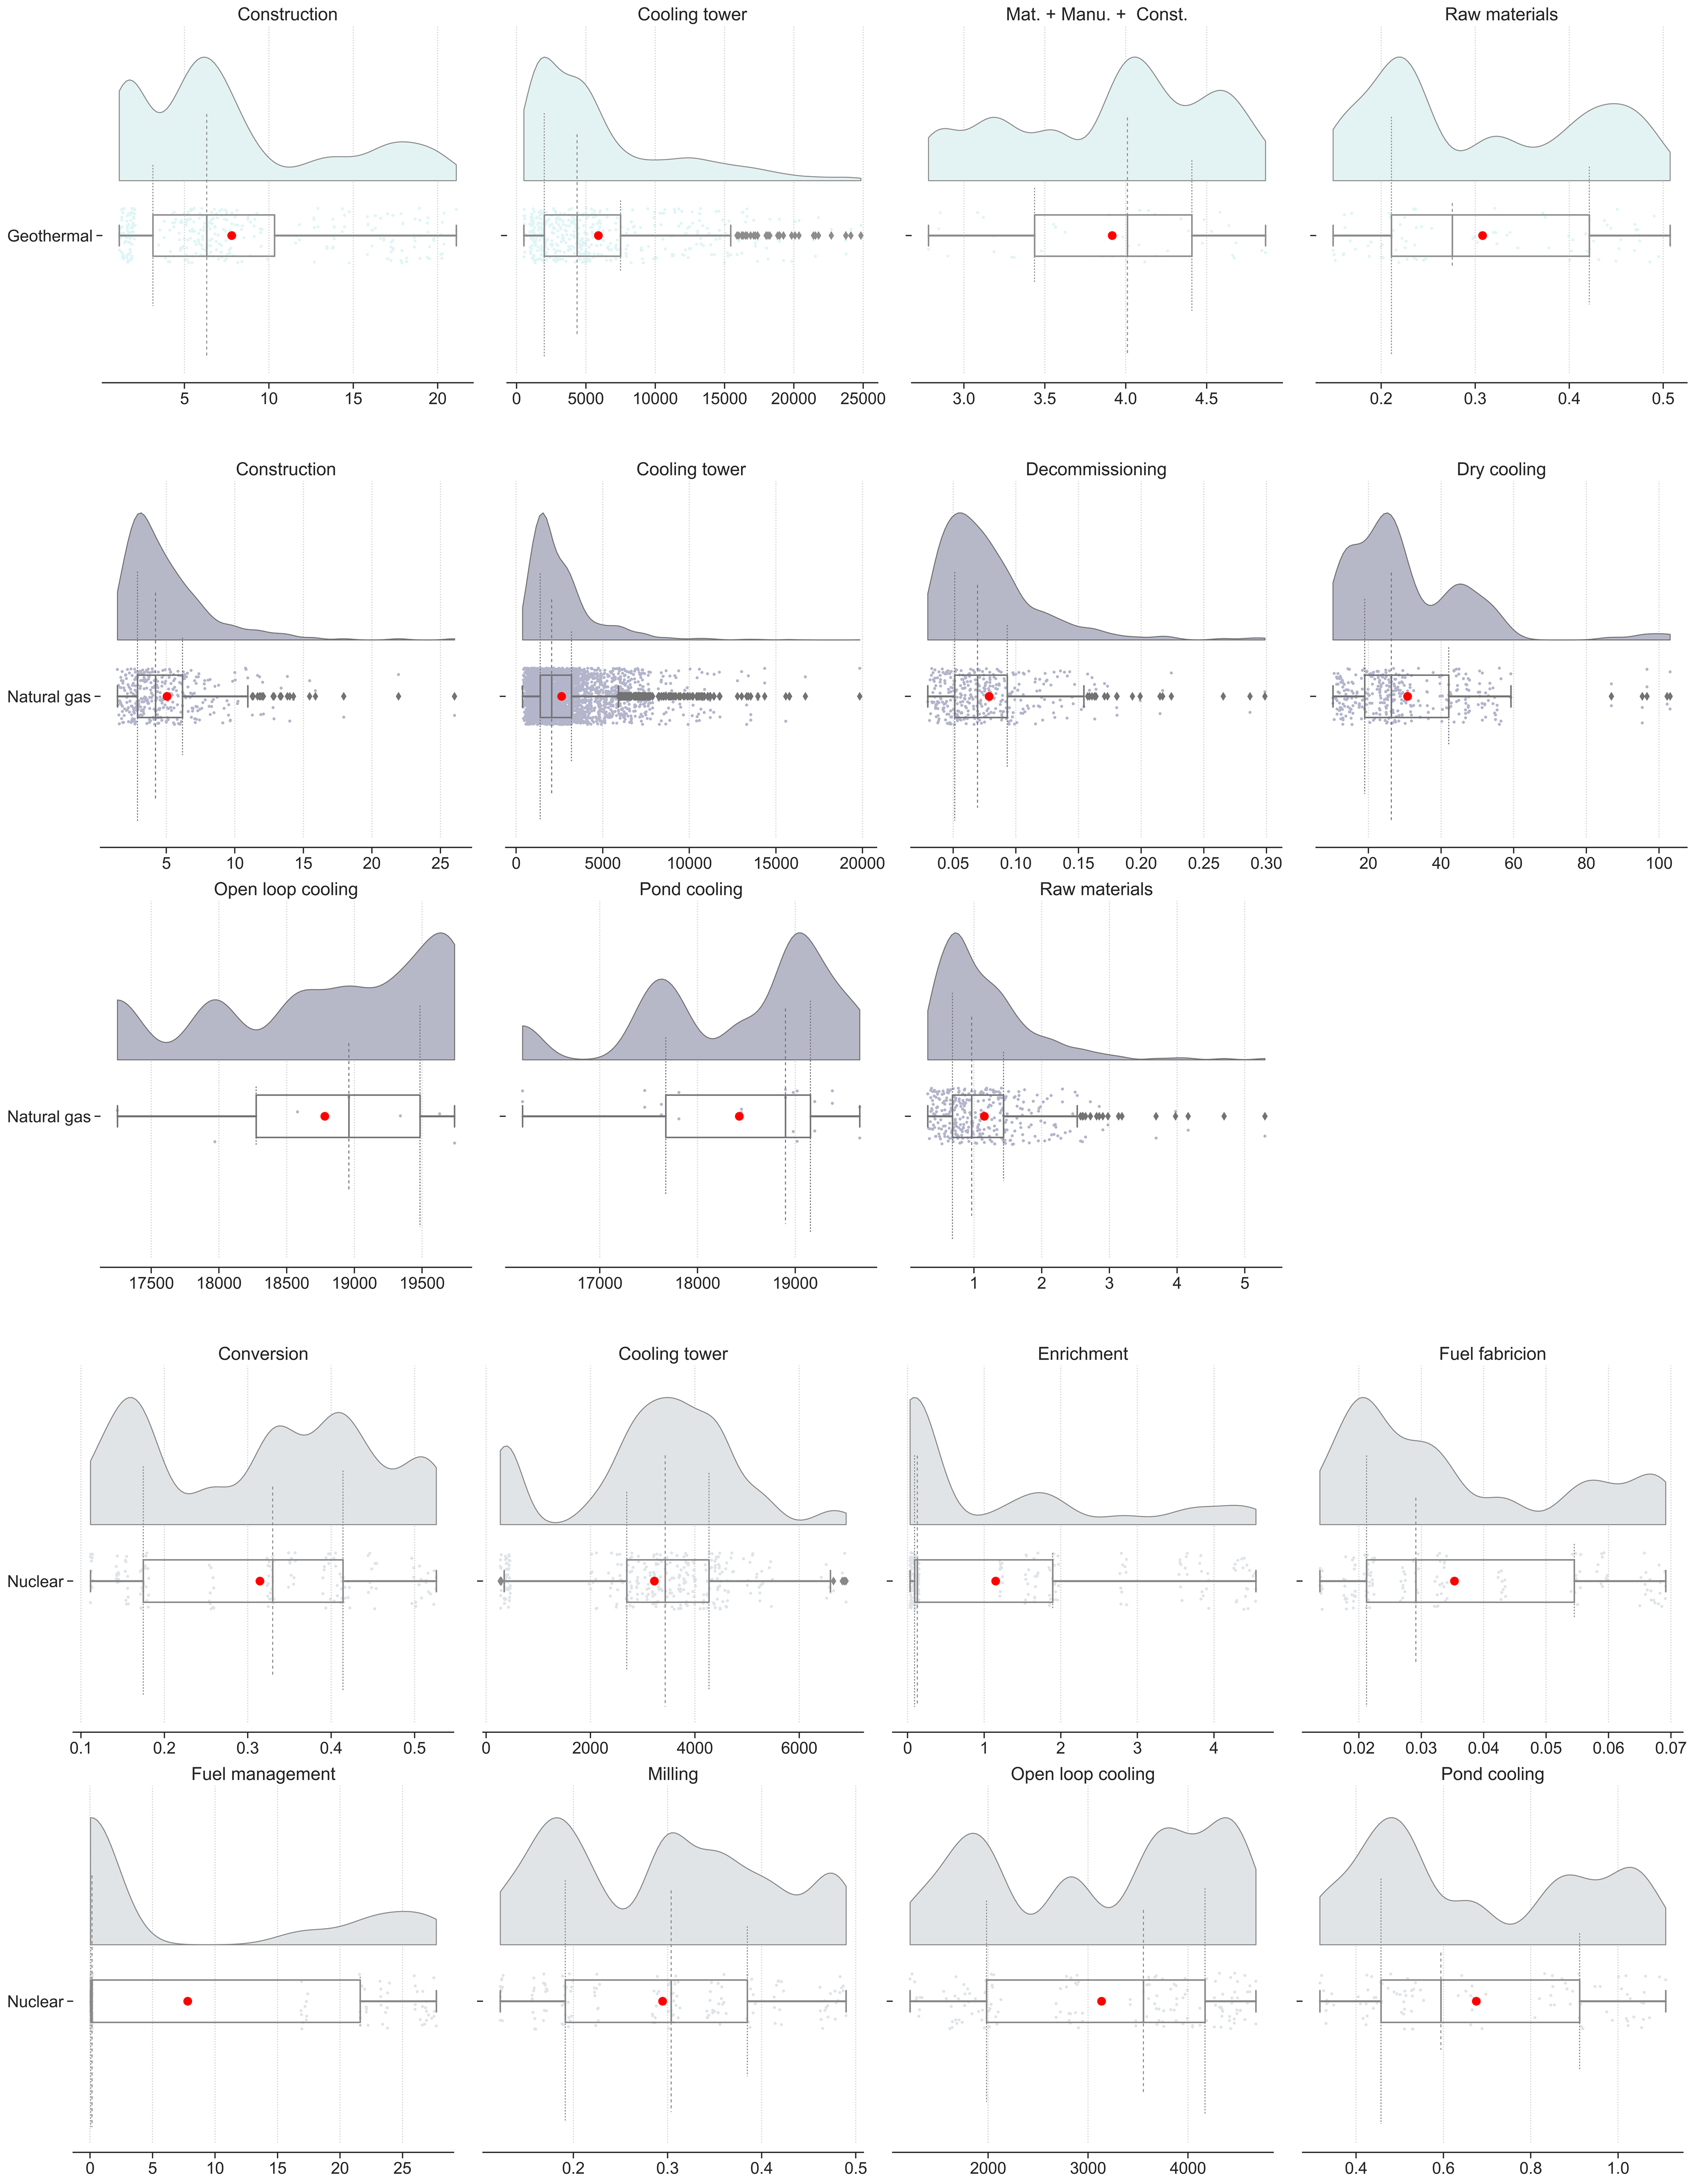 Construction Cooling tower Mat. + Manu. + Const. Raw materials
Geothermal
5 10 15 20 0 5000 10000 15000 20000 25000 3.0 3.5 4.0 4.5 0.2 0.3 0.4 0.5
Construction Cooling tower Decommissioning Dry cooling
Natural gas
5 10 15 20 25 0 5000 10000 15000 20000 0.05 0.10 0.15 0.20 0.25 0.30 20 40 60 80 100
Open loop cooling Pond cooling Raw materials
Natural gas
17500 18000 18500 19000 19500 17000 18000 19000 1 2 3 4 5
Conversion Cooling tower Enrichment Fuel fabricion
Nuclear
0.1 0.2 0.3 0.4 0.5 0 2000 4000 6000 0 1 2 3 4 0.02 0.03 0.04 0.05 0.06 0.07
Fuel management Milling Open loop cooling Pond cooling
Nuclear
0 5 10 15 20 25 0.2 0.3 0.4 0.5 2000 3000 4000 0.4 0.6 0.8 1.0